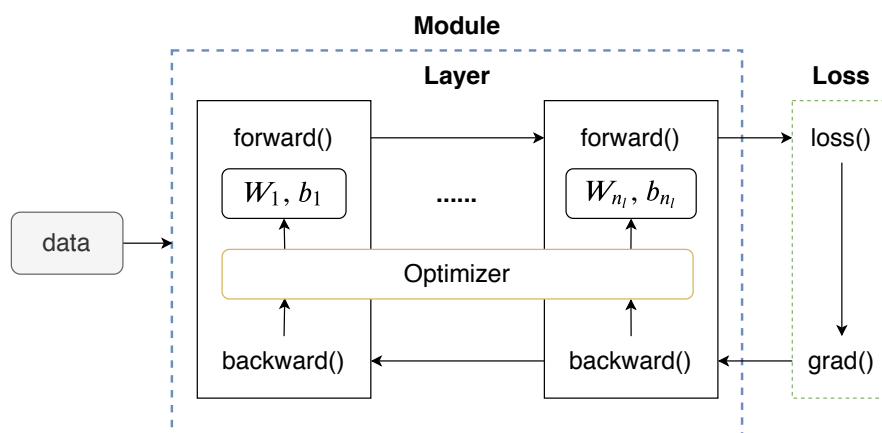 Module
Layer
Loss
forward()
forward()
loss()
W₁, b₁
......
Wₙₗ, bₙₗ
data
Optimizer
backward()
backward()
grad()